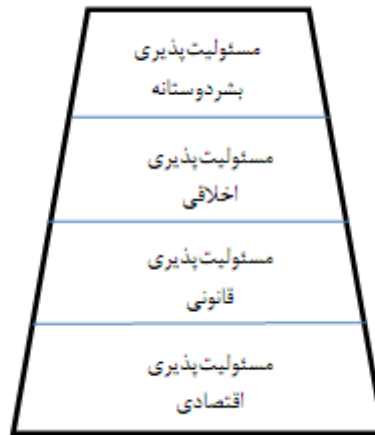 مسئولیت‌پذیری
بشردوستانه
مسئولیت‌پذیری
اخلاقی
مسئولیت‌پذیری
قانونی
مسئولیت‌پذیری
اقتصادی